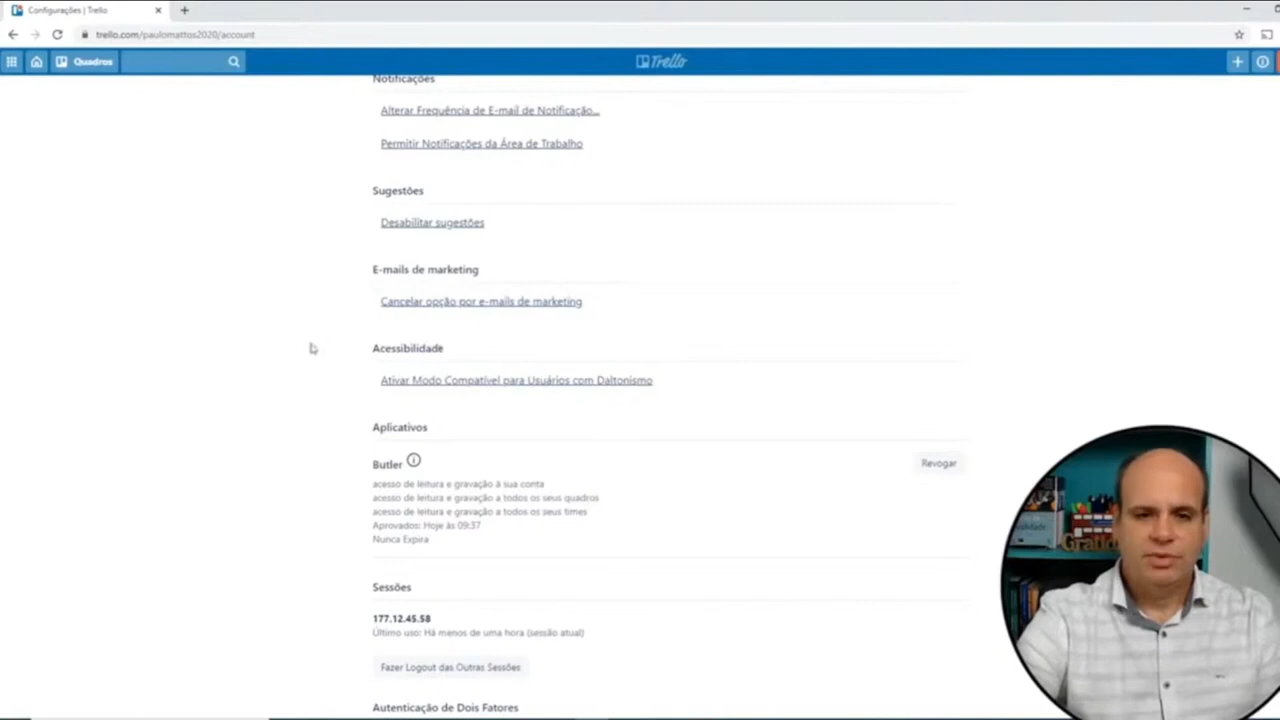 Configurações | Trello
trello.com/paulomattos2020/account
Quadros
Trello
Notificações
Alterar Frequência de E-mail de Notificação...
Permitir Notificações da Área de Trabalho
Sugestões
Desabilitar sugestões
E-mails de marketing
Cancelar opção por e-mails de marketing
Acessibilidade
Ativar Modo Compatível para Usuários com Daltonismo
Aplicativos
Butler
Revogar
acesso de leitura e gravação à sua conta
acesso de leitura e gravação a todos os seus quadros
acesso de leitura e gravação a todos os seus times
Aprovados: Hoje às 09:37
Nunca Expira
Sessões
177.12.45.58
Último uso: Há menos de uma hora (sessão atual)
Fazer Logout das Outras Sessões
Autenticação de Dois Fatores